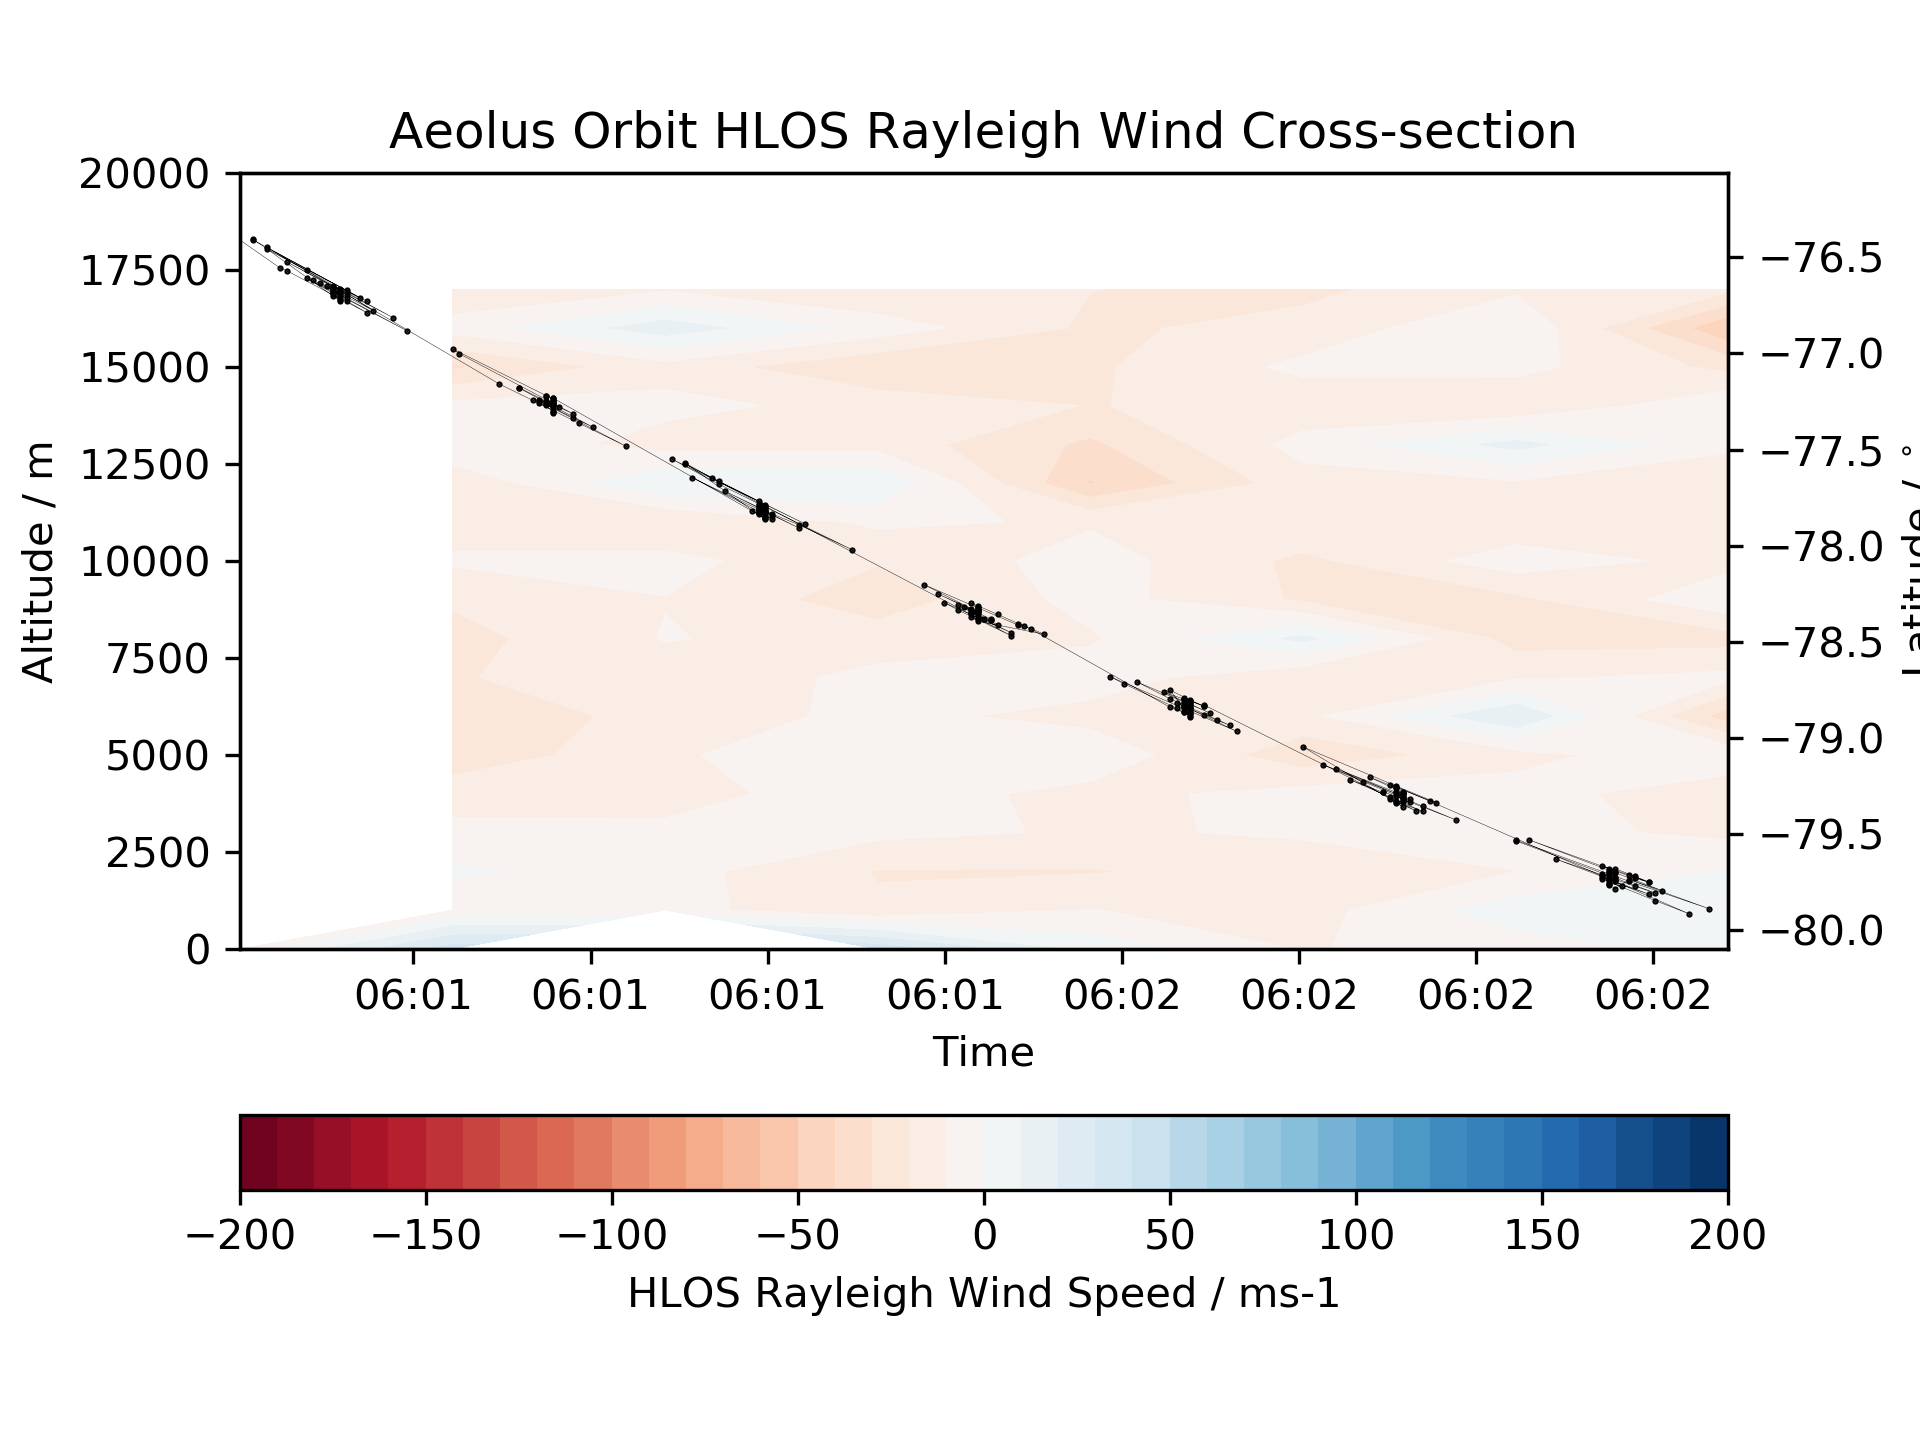 Aeolus Orbit HLOS Rayleigh Wind Cross-section
20000
17500
15000
12500
10000
7500
5000
2500
0
Altitude / m
−76.5
−77.0
−77.5
−78.0
−78.5
−79.0
−79.5
−80.0
Latitude / °
06:01 06:01 06:01 06:01 06:02 06:02 06:02 06:02
Time
−200 −150 −100 −50 0 50 100 150 200
HLOS Rayleigh Wind Speed / ms-1